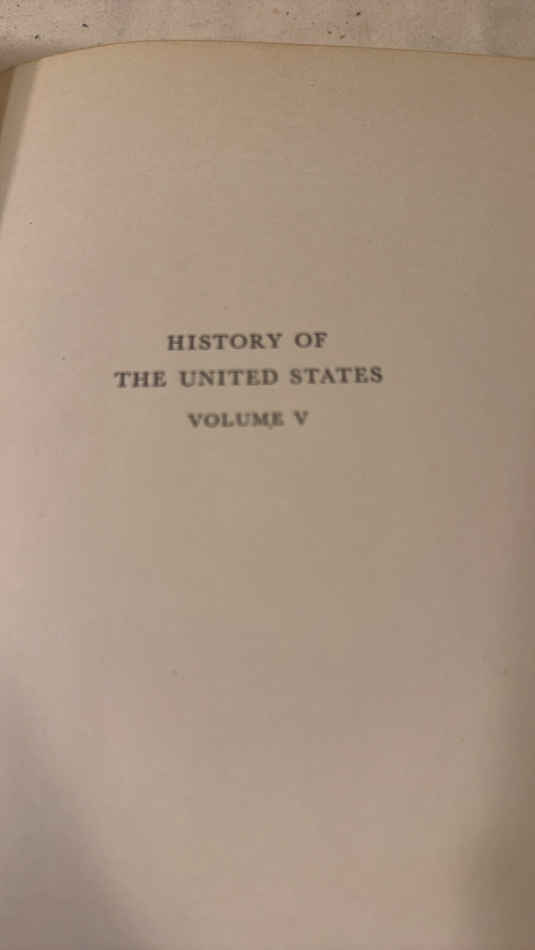 HISTORY OF
THE UNITED STATES
VOLUME V